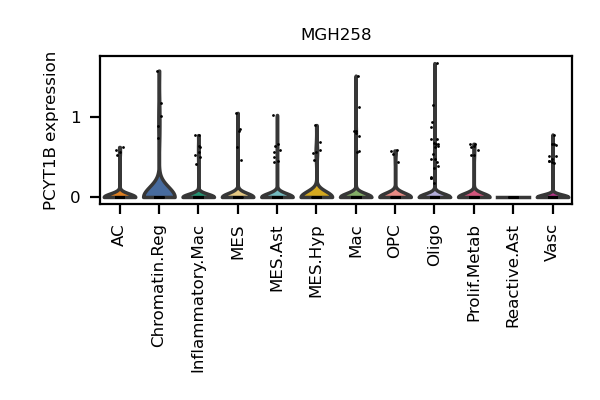 MGH258
PCYT1B expression
1
0
AC
Chromatin.Reg
Inflammatory.Mac
MES
MES.Ast
MES.Hyp
Mac
OPC
Oligo
Prolif.Metab
Reactive.Ast
Vasc